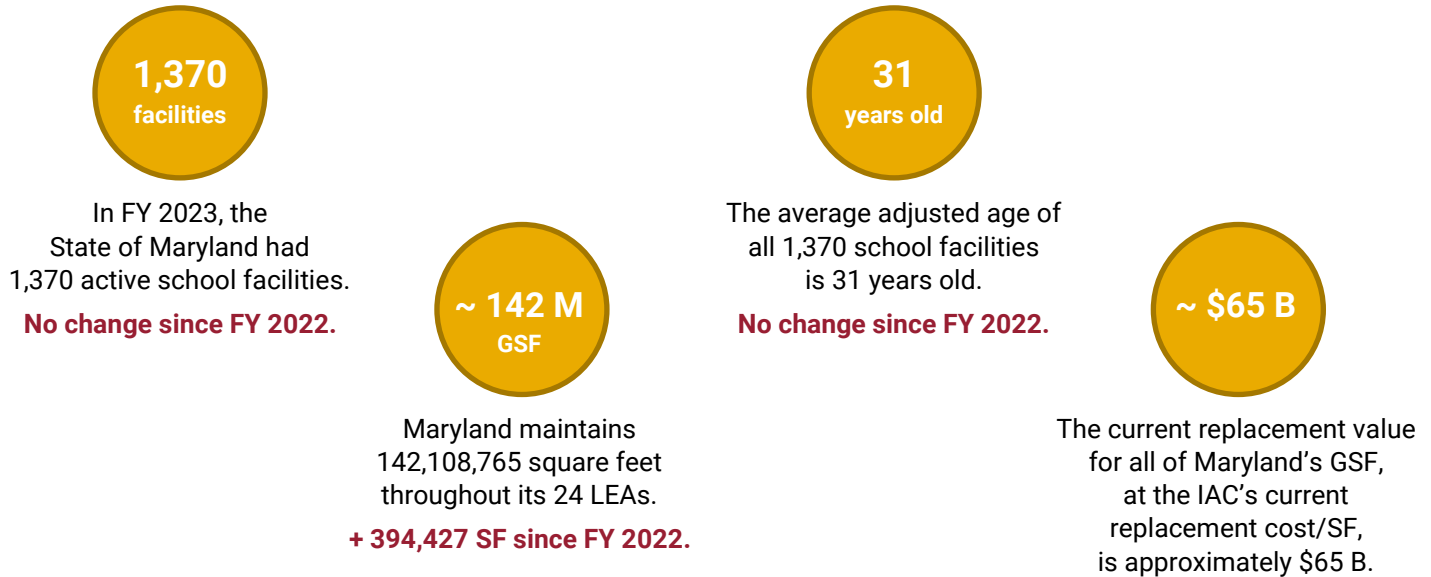 1,370
facilities
In FY 2023, the
State of Maryland had
1,370 active school facilities.
No change since FY 2022.
~ 142 M
GSF
Maryland maintains
142,108,765 square feet
throughout its 24 LEAs.
+ 394,427 SF since FY 2022.
31
years old
The average adjusted age of
all 1,370 school facilities
is 31 years old.
No change since FY 2022.
~ $65 B
The current replacement value
for all of Maryland's GSF,
at the IAC's current
replacement cost/SF,
is approximately $65 B.